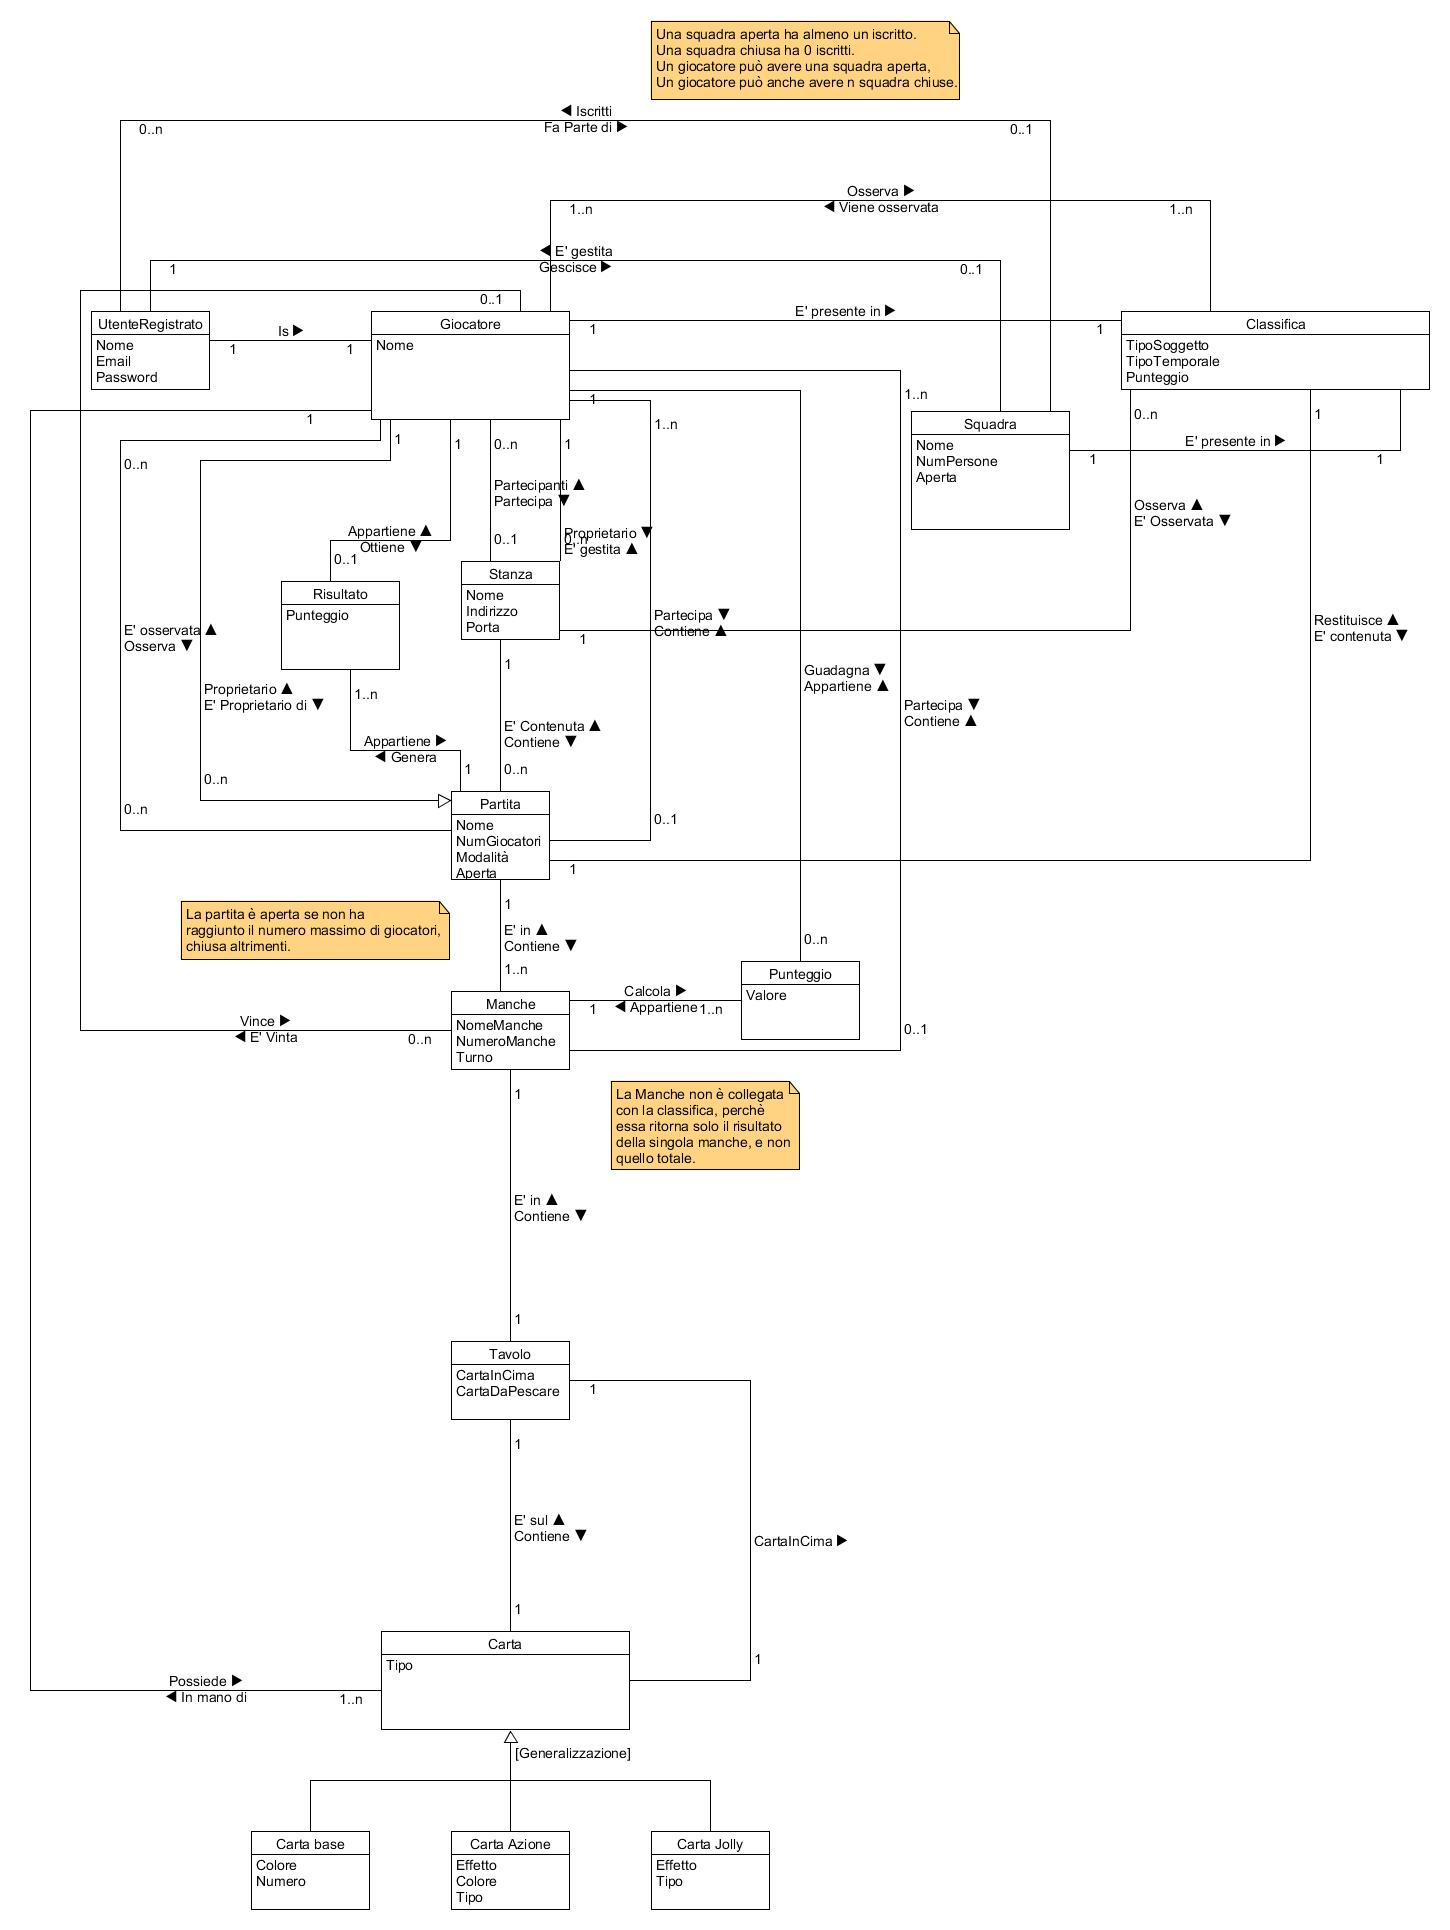 Una squadra aperta ha almeno un iscritto.
Una squadra chiusa ha 0 iscritti.
Un giocatore può avere una squadra aperta,
Un giocatore può anche avere n squadra chiuse.
◀ Iscritti
Fa Parte di ▶
0..n
0..1
Osserva ▶
◀ Viene osservata
1..n
1..n
◀ E' gestita
Gescisce ▶
1
0..1
0..1
UtenteRegistrato
Nome
Email
Password
Is ▶
1
1
Giocatore
Nome
E' presente in ▶
1
1
Classifica
TipoSoggetto
TipoTemporale
Punteggio
Squadra
Nome
NumPersone
Aperta
E' presente in ▶
1
1
1
0..n
1
1
0..n
1
1
1..n
1..n
0..n
1
Partecipanti ▲
Partecipa ▼
0..1
Proprietario ▼
E' gestita ▲
0..n
Appartiene ▲
Ottiene ▼
0..1
Osserva ▲
E' Osservata ▼
Risultato
Punteggio
Stanza
Nome
Indirizzo
Porta
1
E' osservata ▲
Osserva ▼
Partecipa ▼
Contiene ▲
Restituisce ▲
E' contenuta ▼
Proprietario ▲
E' Proprietario di ▼
1..n
1
Guadagna ▼
Appartiene ▲
Partecipa ▼
Contiene ▲
Appartiene ▶
◀ Genera
1
E' Contenuta ▲
Contiene ▼
0..n
0..n
0..n
0..1
Partita
Nome
NumGiocatori
Modalità
Aperta
1
La partita è aperta se non ha
raggiunto il numero massimo di giocatori,
chiusa altrimenti.
1
E' in ▲
Contiene ▼
1..n
0..n
Punteggio
Valore
Calcola ▶
◀ Appartiene
1
1..n
Manche
NomeManche
NumeroManche
Turno
Vince ▶
◀ E' Vinta
0..n
0..1
La Manche non è collegata
con la classifica, perchè
essa ritorna solo il risultato
della singola manche, e non
quello totale.
1
E' in ▲
Contiene ▼
1
Tavolo
CartaInCima
CartaDaPescare
1
1
E' sul ▲
Contiene ▼
1
CartaInCima ▶
1
Carta
Tipo
Possiede ▶
◀ In mano di
1..n
[Generalizzazione]
Carta base
Colore
Numero
Carta Azione
Effetto
Colore
Tipo
Carta Jolly
Effetto
Tipo